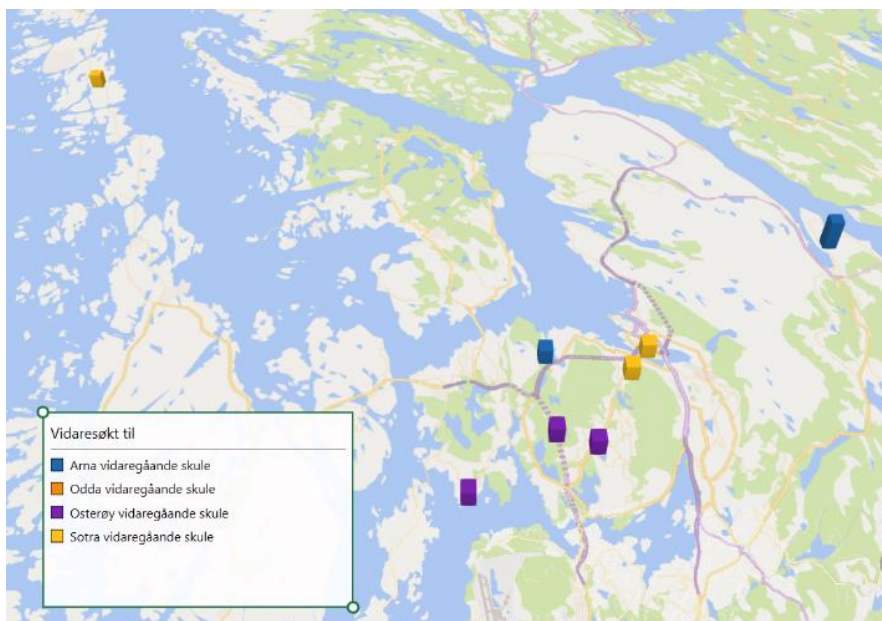 Vidaresøkt til
Arna vidaregåande skule
Odda vidaregåande skule
Osterøy vidaregåande skule
Sotra vidaregåande skule